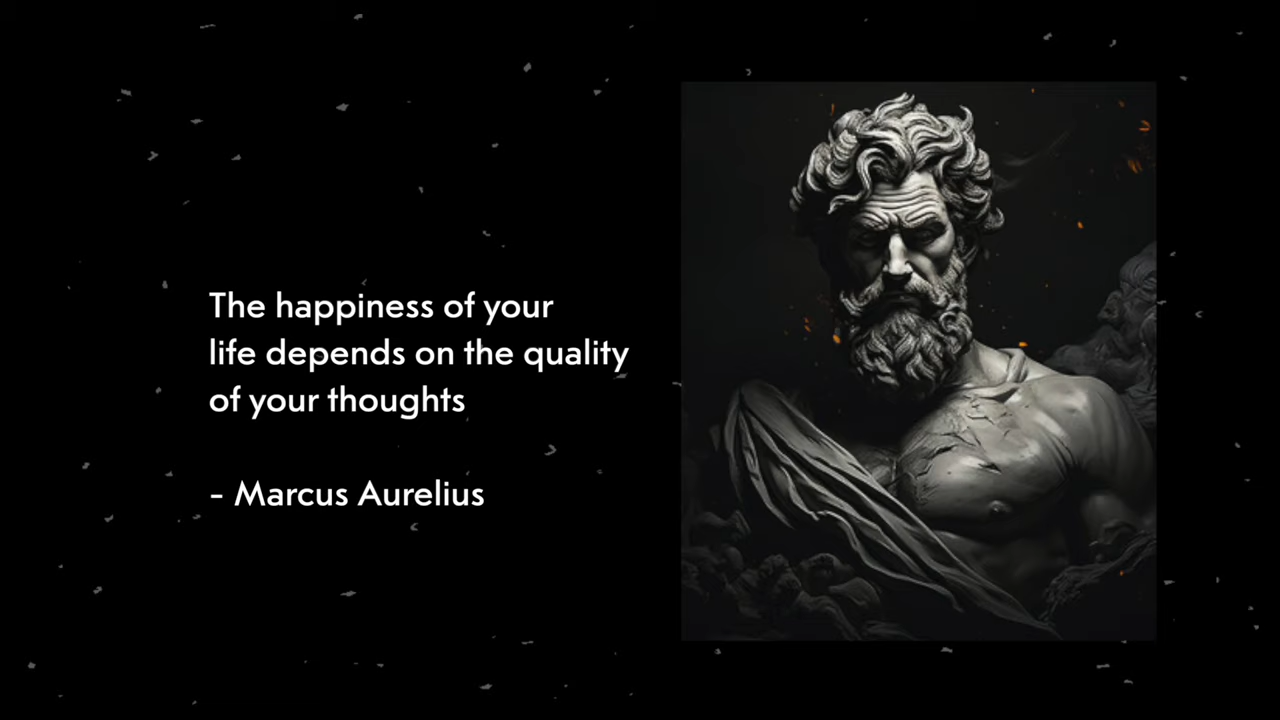 The happiness of your
life depends on the quality
of your thoughts
- Marcus Aurelius